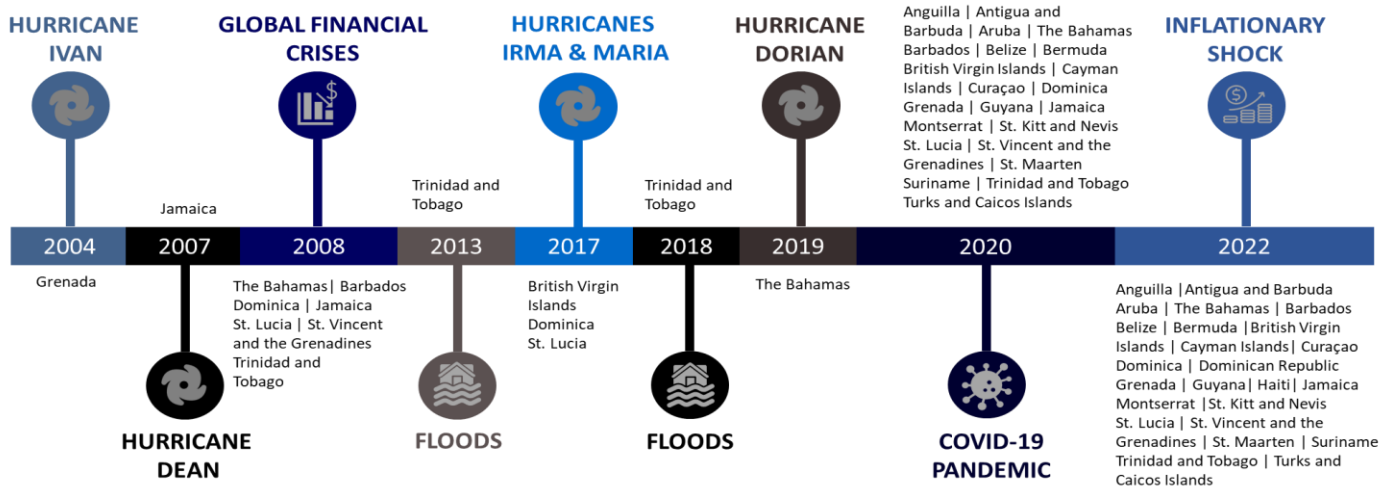 HURRICANE
IVAN
2004
Grenada
Jamaica
2007
HURRICANE
DEAN
GLOBAL FINANCIAL
CRISES
$
2008
The Bahamas| Barbados
Dominica | Jamaica
St. Lucia | St. Vincent
and the Grenadines
Trinidad and
Tobago
Trinidad and
Tobago
2013
FLOODS
HURRICANES
IRMA & MARIA
2017
British Virgin
Islands
Dominica
St. Lucia
Trinidad and
Tobago
2018
FLOODS
HURRICANE
DORIAN
2019
The Bahamas
Anguilla | Antigua and
Barbuda | Aruba | The Bahamas
Barbados | Belize | Bermuda
British Virgin Islands | Cayman
Islands | Curaçao | Dominica
Grenada | Guyana | Jamaica
Montserrat | St. Kitt and Nevis
St. Lucia | St. Vincent and the
Grenadines | St. Maarten
Suriname | Trinidad and Tobago
Turks and Caicos Islands
2020
COVID-19
PANDEMIC
INFLATIONARY
SHOCK
$
2022
Anguilla |Antigua and Barbuda
Aruba | The Bahamas | Barbados
Belize | Bermuda |British Virgin
Islands | Cayman Islands| Curaçao
Dominica | Dominican Republic
Grenada | Guyana| Haiti| Jamaica
Montserrat |St. Kitt and Nevis
St. Lucia | St. Vincent and the
Grenadines | St. Maarten | Suriname
Trinidad and Tobago | Turks and
Caicos Islands